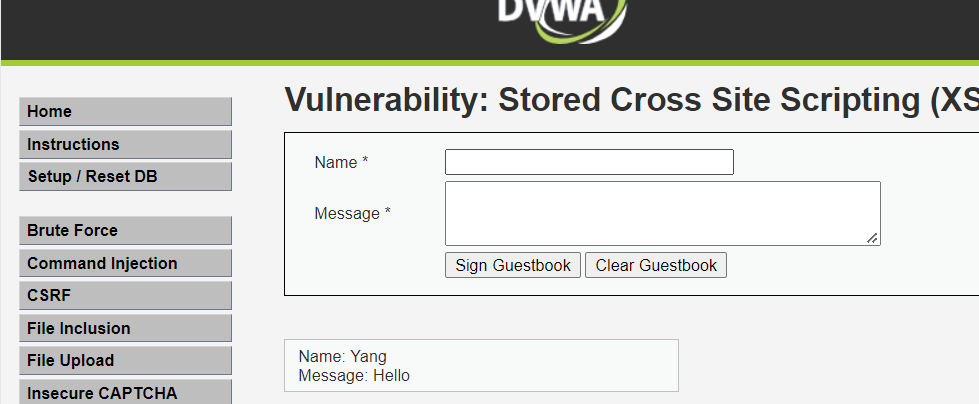 DVWA
Home
Instructions
Setup / Reset DB
Brute Force
Command Injection
CSRF
File Inclusion
File Upload
Insecure CAPTCHA
Vulnerability: Stored Cross Site Scripting (XS
Name *
Message *
Sign Guestbook Clear Guestbook
Name: Yang
Message: Hello